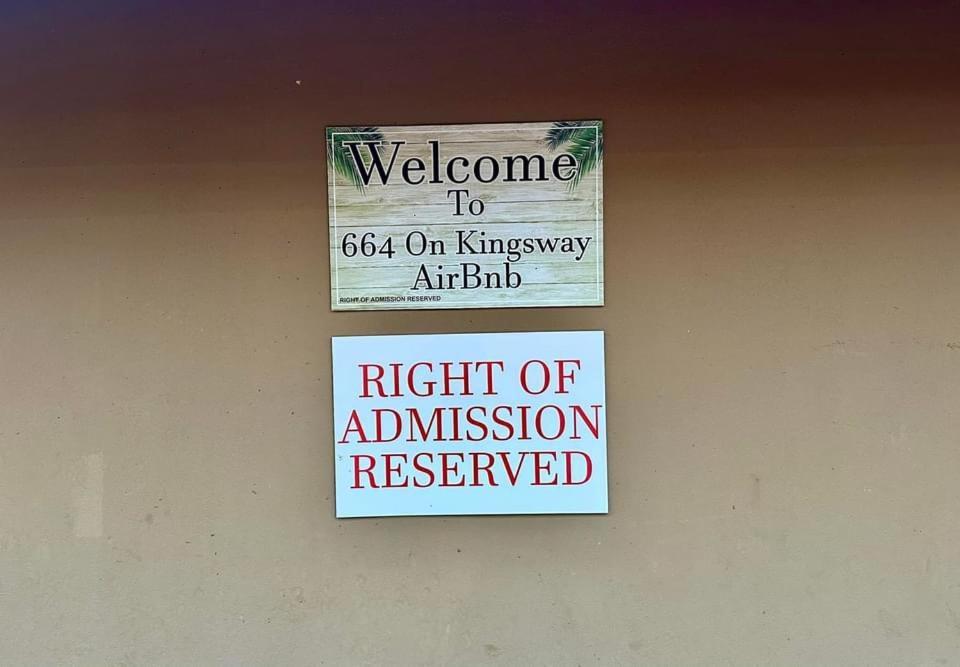 Welcome
To
664 On Kingsway
AirBnb
RIGHT OF ADMISSION RESERVED
RIGHT OF
ADMISSION
RESERVED